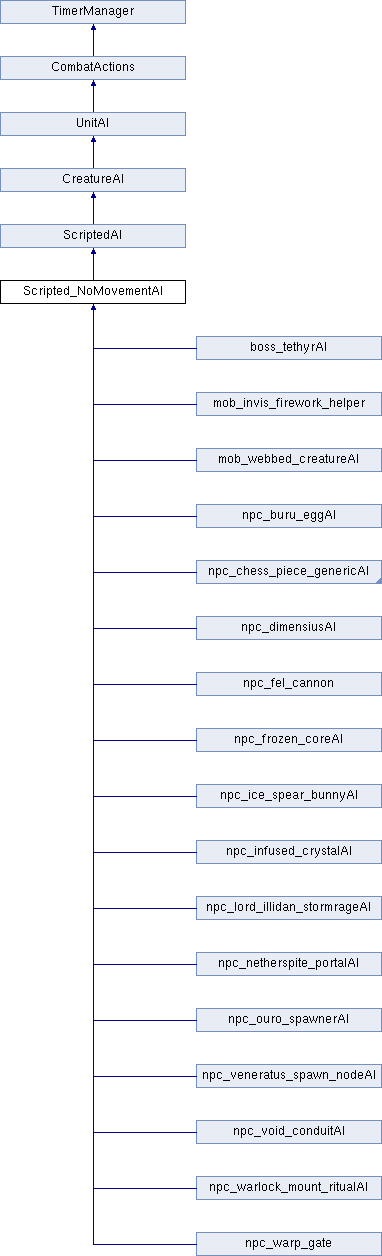 TimerManager
CombatActions
UnitAI
CreatureAI
ScriptedAI
Scripted_NoMovementAI
boss_tethyrAI
mob_invis_firework_helper
mob_webbed_creatureAI
npc_buru_eggAI
npc_chess_piece_genericAI
npc_dimensiusAI
npc_fel_cannon
npc_frozen_coreAI
npc_ice_spear_bunnyAI
npc_infused_crystalAI
npc_lord_illidan_stormrageAI
npc_netherspite_portalAI
npc_ouro_spawnerAI
npc_veneratus_spawn_nodeAI
npc_void_conduitAI
npc_warlock_mount_ritualAI
npc_warp_gate